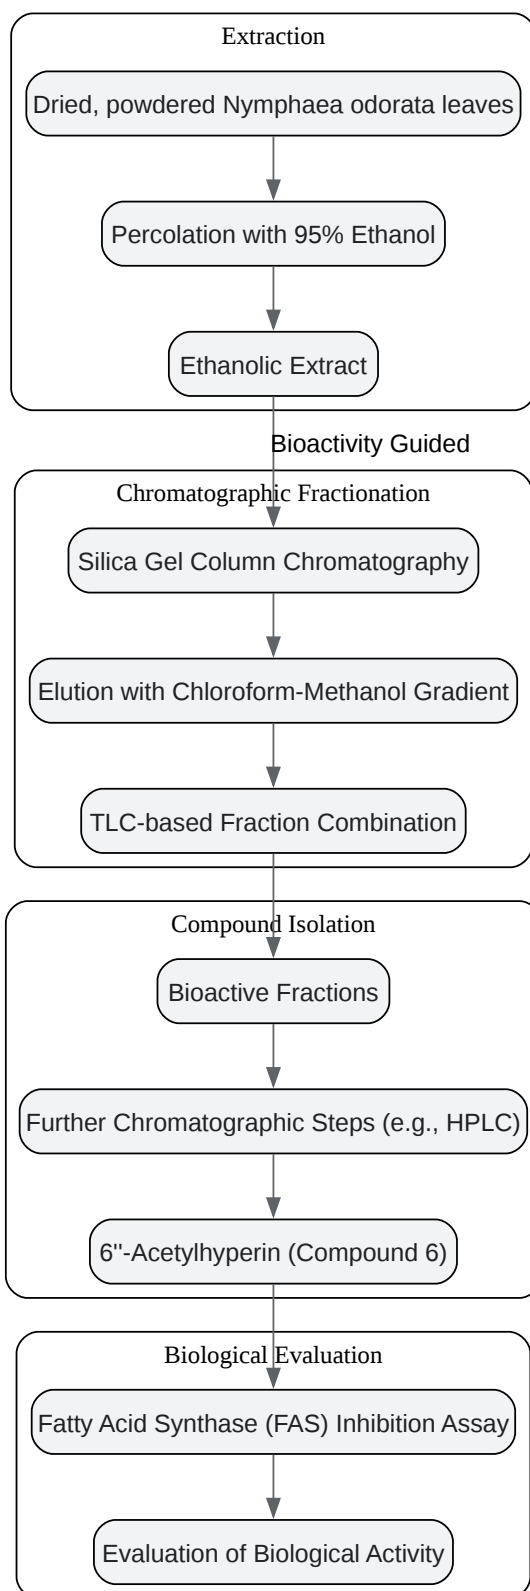 Extraction
Dried, powdered Nymphaea odorata leaves
Percolation with 95% Ethanol
Ethanolic Extract
Bioactivity Guided
Chromatographic Fractionation
Silica Gel Column Chromatography
Elution with Chloroform-Methanol Gradient
TLC-based Fraction Combination
Compound Isolation
Bioactive Fractions
Further Chromatographic Steps (e.g., HPLC)
6''-Acetylhyperin (Compound 6)
Biological Evaluation
Fatty Acid Synthase (FAS) Inhibition Assay
Evaluation of Biological Activity